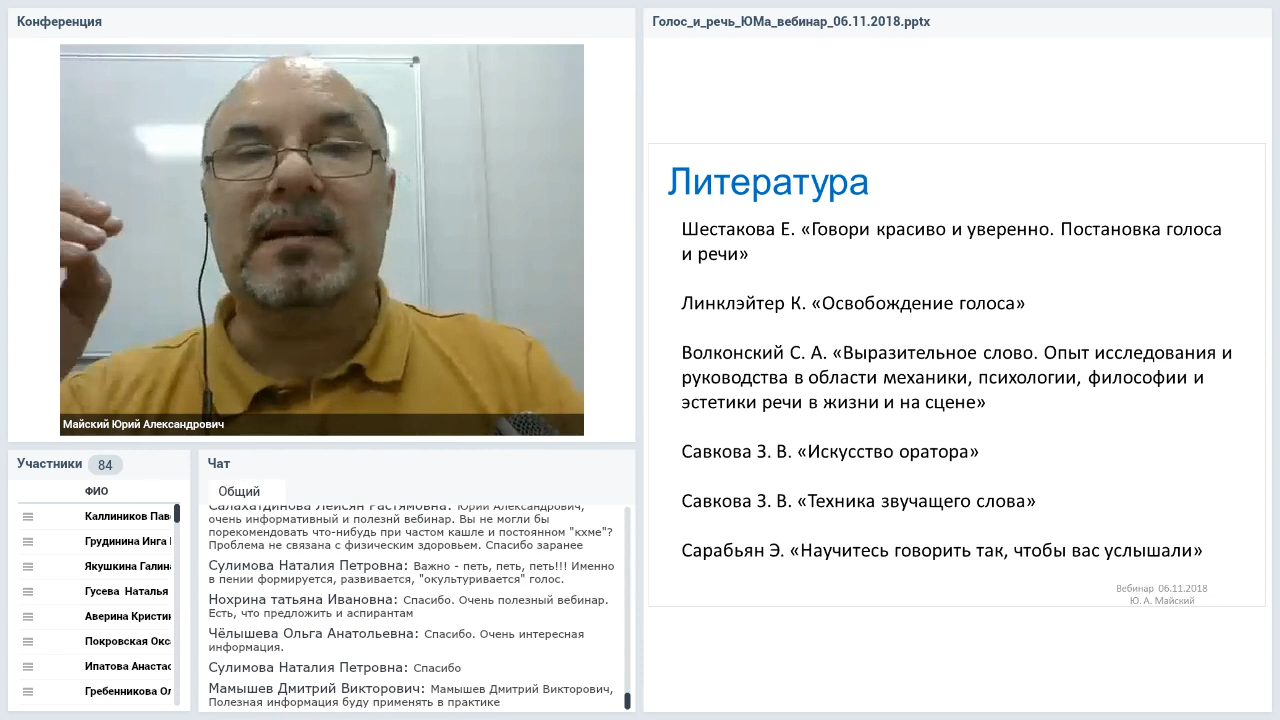 Конференция
Майский Юрий Александрович
Участники 84
ФИО
Каллиников Пав
Грудинина Инга
Якушкина Галина
Гусева Наталья
Аверина Кристин
Покровская Окс
Ипатова Анастас
Гребенникова Ол
Чат
Общий
Салахатдинова Лейсян Растямовна: Юрий Александрович,
очень информативный и полезнй вебинар. Вы не могли бы
порекомендовать что-нибудь при частом кашле и постоянном "кхме"?
Проблема не связана с физическим здоровьем. Спасибо заранее
Сулимова Наталия Петровна: Важно - петь, петь, петь!!! Именно
в пении формируется, развивается, "окультуривается" голос.
Нохрина татьяна Ивановна: Спасибо. Очень полезный вебинар.
Есть, что предложить и аспирантам
Чёлышева Ольга Анатольевна: Спасибо. Очень интересная
информация.
Сулимова Наталия Петровна: Спасибо
Мамышев Дмитрий Викторович: Мамышев Дмитрий Викторович,
Полезная информация буду применять в практике
Голос_и_речь_ЮМа_вебинар_06.11.2018.pptx
Литература
Шестакова Е. «Говори красиво и уверенно. Постановка голоса
и речи»
Линклэйтер К. «Освобождение голоса»
Волконский С. А. «Выразительное слово. Опыт исследования и
руководства в области механики, психологии, философии и
эстетики речи в жизни и на сцене»
Савкова З. В. «Искусство оратора»
Савкова З. В. «Техника звучащего слова»
Сарабьян Э. «Научитесь говорить так, чтобы вас услышали»
Вебинар 06.11.2018
Ю. А. Майский